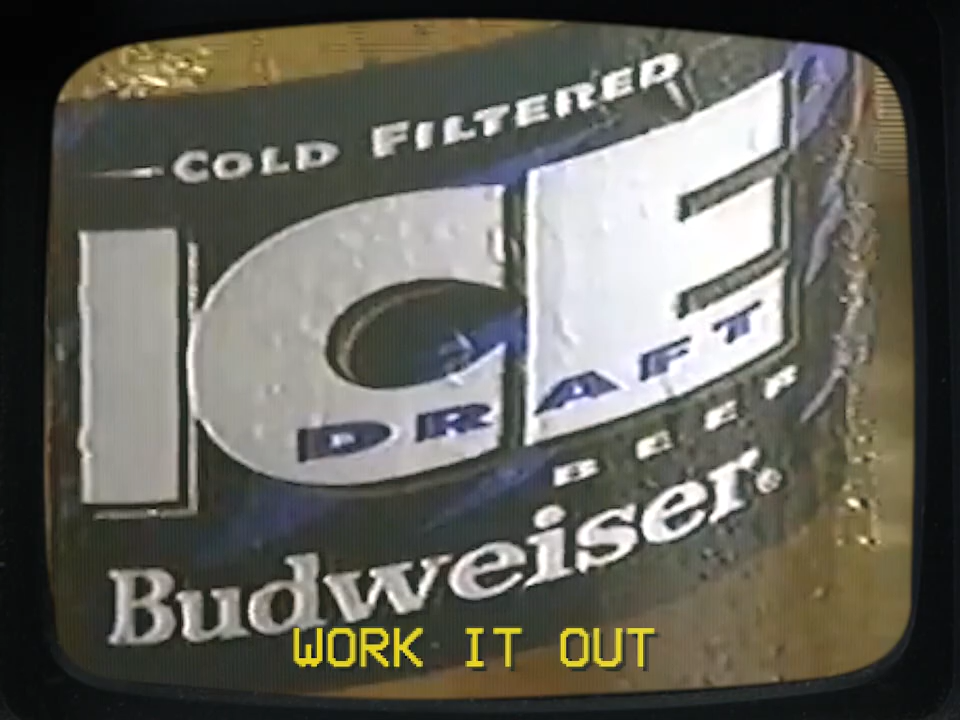 COLD FILTERED
ICE
DRAFT
BEER
Budweiser®
WORK IT OUT